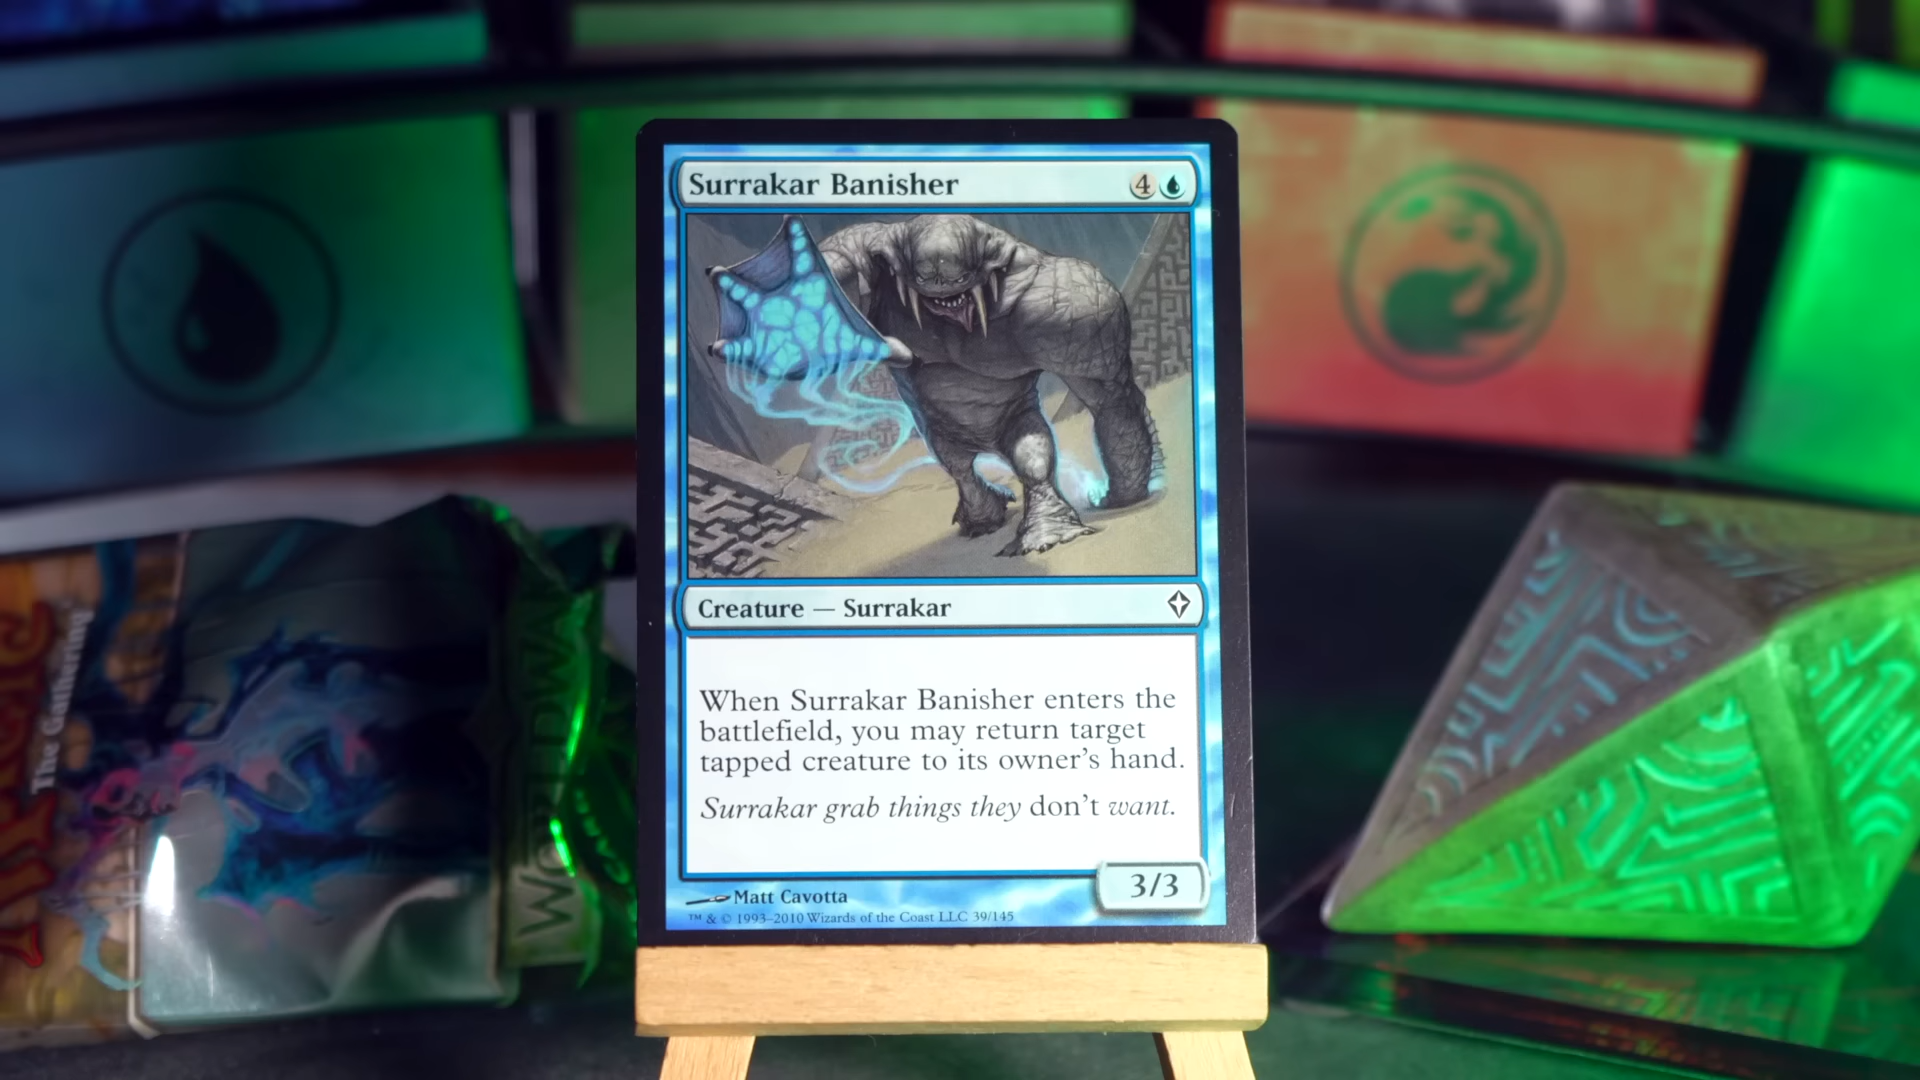 Surrakar Banisher
4
Creature — Surrakar
When Surrakar Banisher enters the
battlefield, you may return target
tapped creature to its owner's hand.
Surrakar grab things they don't want.
3/3
Matt Cavotta
™ & © 1993–2010 Wizards of the Coast LLC 39/145
MAGIC
The Gathering
WORLDWAKE